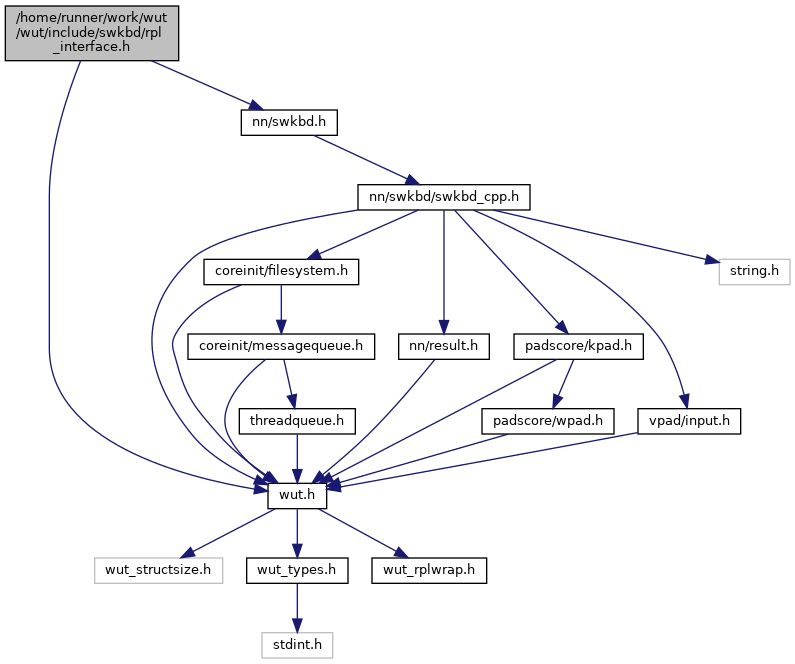 /home/runner/work/wut
/wut/include/swkbd/rpl
_interface.h
nn/swkbd.h
nn/swkbd/swkbd_cpp.h
coreinit/filesystem.h
string.h
coreinit/messagequeue.h
nn/result.h
padscore/kpad.h
threadqueue.h
padscore/wpad.h
vpad/input.h
wut.h
wut_structsize.h
wut_types.h
wut_rplwrap.h
stdint.h